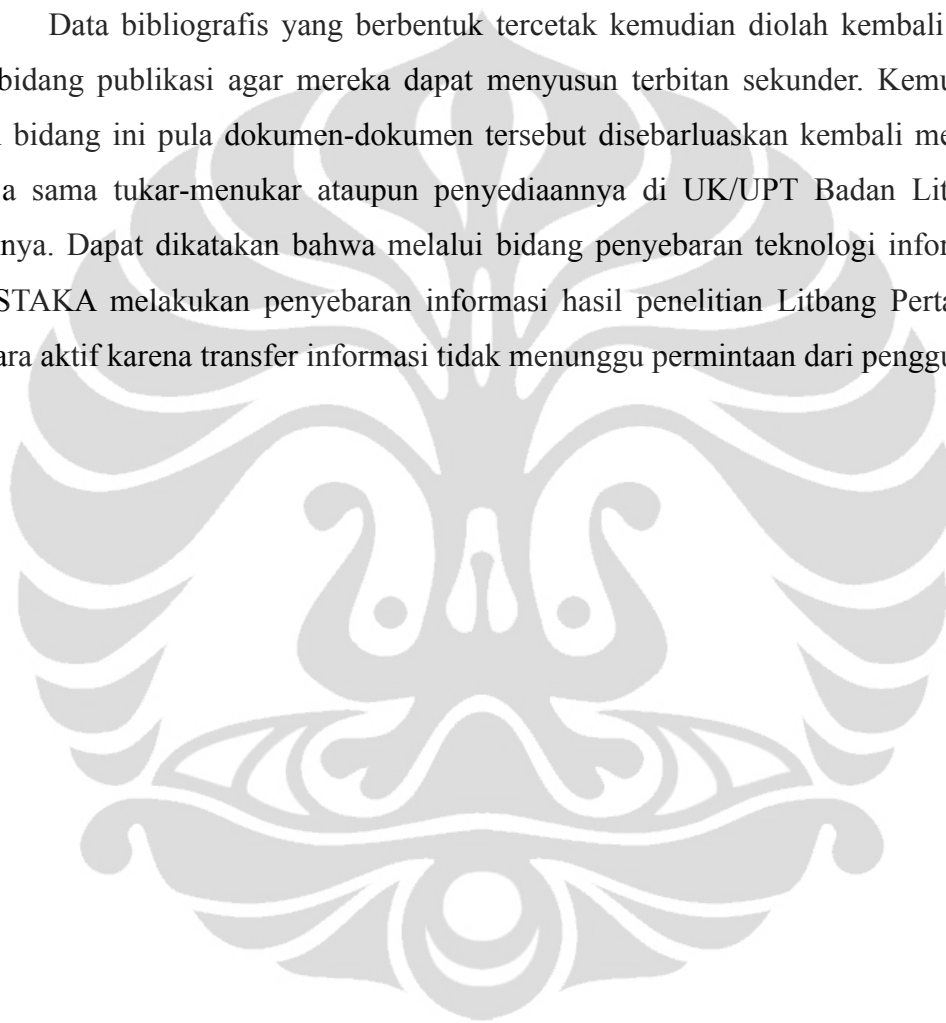 Data bibliografis yang berbentuk tercetak kemudian diolah kembali
bidang publikasi agar mereka dapat menyusun terbitan sekunder. Kemu
bidang ini pula dokumen-dokumen tersebut disebarluaskan kembali me
a sama tukar-menukar ataupun penyediaannya di UK/UPT Badan Lit
nya. Dapat dikatakan bahwa melalui bidang penyebaran teknologi infor
STAKA melakukan penyebaran informasi hasil penelitian Litbang Perta
ara aktif karena transfer informasi tidak menunggu permintaan dari penggu